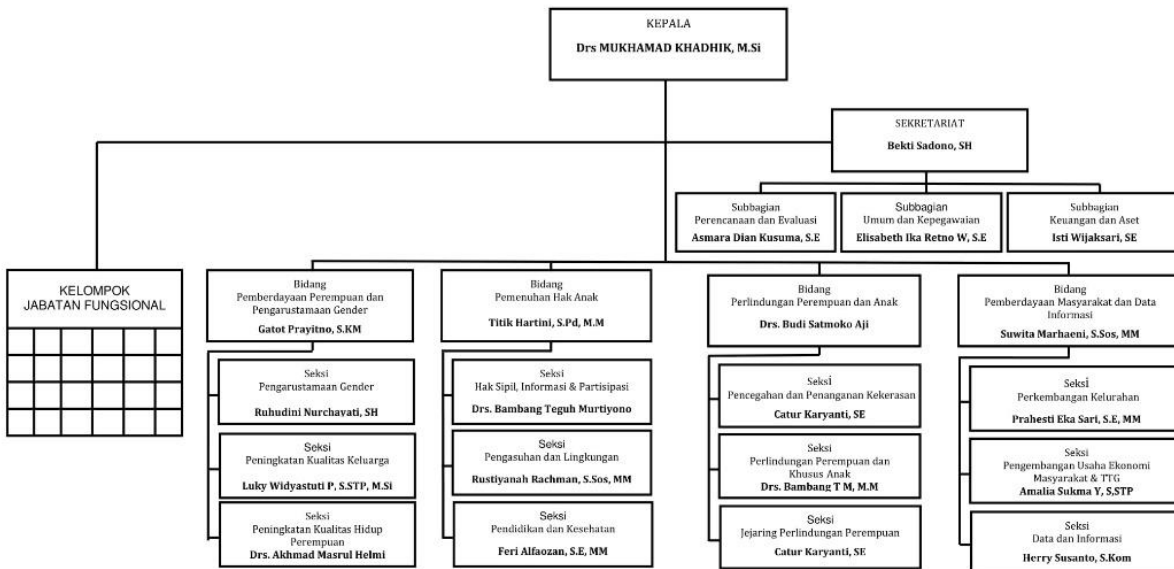 KEPALA
Drs MUKHAMAD KHADHIK, M.Si
SEKRETARIAT
Bekti Sadono, SH
Subbagian
Perencanaan dan Evaluasi
Asmara Dian Kusuma, S.E
Subbagian
Umum dan Kepegawaian
Elisabeth Ika Retno W, S.E
Subbagian
Keuangan dan Aset
Isti Wijaksari, SE
KELOMPOK
JABATAN FUNGSIONAL
Bidang
Pemberdayaan Perempuan dan
Pengarustamaan Gender
Gatot Prayitno, S.KM
Bidang
Pemenuhan Hak Anak
Titik Hartini, S.Pd, M.M
Bidang
Perlindungan Perempuan dan Anak
Drs. Budi Satmoko Aji
Bidang
Pemberdayaan Masyarakat dan Data
Informasi
Suwita Marhaeni, S.Sos, MM
Seksi
Pengarustamaan Gender
Ruhudini Nurchayati, SH
Seksi
Hak Sipil, Informasi & Partisipasi
Drs. Bambang Teguh Murtiyono
Seksi
Pencegahan dan Penanganan Kekerasan
Catur Karyanti, SE
Seksi
Perkembangan Kelurahan
Prahesti Eka Sari, S.E, MM
Seksi
Peningkatan Kualitas Keluarga
Luky Widyastuti P, S.STP, M.Si
Seksi
Pengasuhan dan Lingkungan
Rustiyanah Rachman, S.Sos, MM
Seksi
Perlindungan Perempuan dan
Khusus Anak
Drs. Bambang T M, M.M
Seksi
Pengembangan Usaha Ekonomi
Masyarakat & TTG
Amalia Sukma Y, S,STP
Seksi
Peningkatan Kualitas Hidup
Perempuan
Drs. Akhmad Masrul Helmi
Seksi
Pendidikan dan Kesehatan
Feri Alfaozan, S.E, MM
Seksi
Jejaring Perlindungan Perempuan
Catur Karyanti, SE
Seksi
Data dan Informasi
Herry Susanto, S.Kom